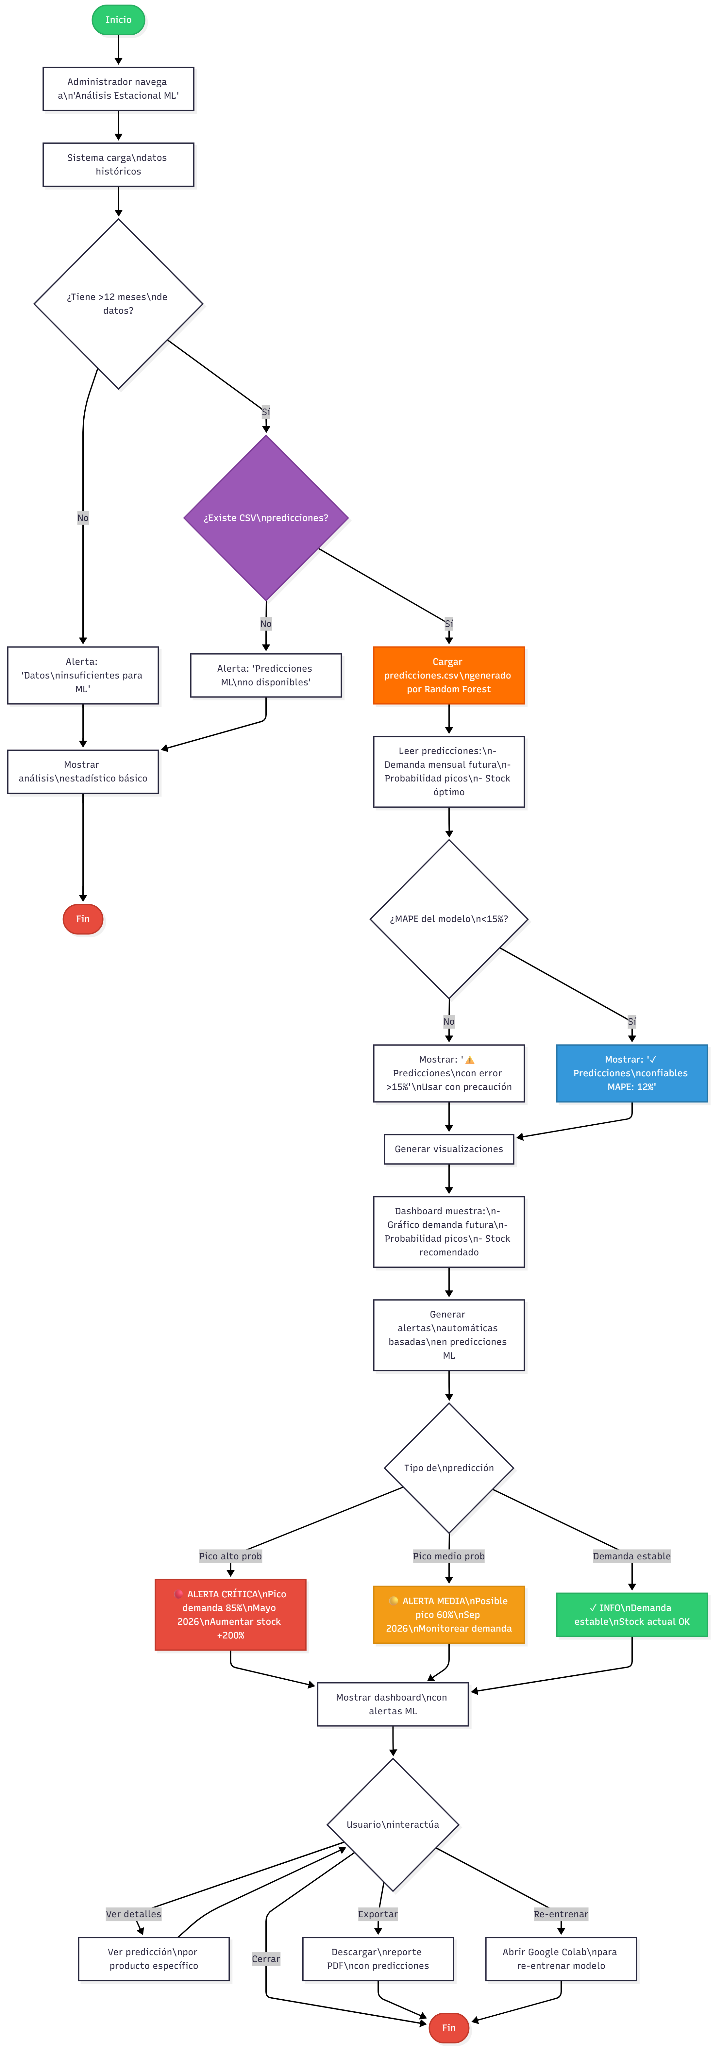 Inicio
Administrador navega
a\n'Análisis Estacional ML'
Sistema carga\ndatos
históricos
¿Tiene >12 meses\nde
datos?
Sí
¿Existe CSV\npredicciones?
No
No
Sí
Alerta:
'Datos\ninsuficientes para
ML'
Alerta: 'Predicciones
ML\nno disponibles'
Cargar
predicciones.csv\ngenerado
por Random Forest
Mostrar
análisis\nestadístico básico
Leer predicciones:\n-
Demanda mensual futura\n-
Probabilidad picos\n- Stock
óptimo
Fin
¿MAPE del modelo\n<15%?
No
Sí
Mostrar: '⚠️
Predicciones\ncon error
>15%'\nUsar con precaución
Mostrar: '✓
Predicciones\nconfiables
MAPE: 12%'
Generar visualizaciones
Dashboard muestra:\n-
Gráfico demanda futura\n-
Probabilidad picos\n- Stock
recomendado
Generar
alertas\nautomáticas
basadas\nen predicciones
ML
Tipo de\npredicción
Pico alto prob
Pico medio prob
Demanda estable
🔴 ALERTA CRÍTICA\nPico
demanda 85%\nMayo
2026\nAumentar stock
+200%
🟡 ALERTA MEDIA\nPosible
pico 60%\nSep
2026\nMonitorear demanda
✓ INFO\nDemanda
estable\nStock actual OK
Mostrar dashboard\ncon
alertas ML
Usuario\ninteractúa
Ver detalles
Exportar
Re-entrenar
Cerrar
Ver predicción\npor
producto específico
Descargar\nreporte
PDF\ncon predicciones
Abrir Google Colab\npara
re-entrenar modelo
Fin